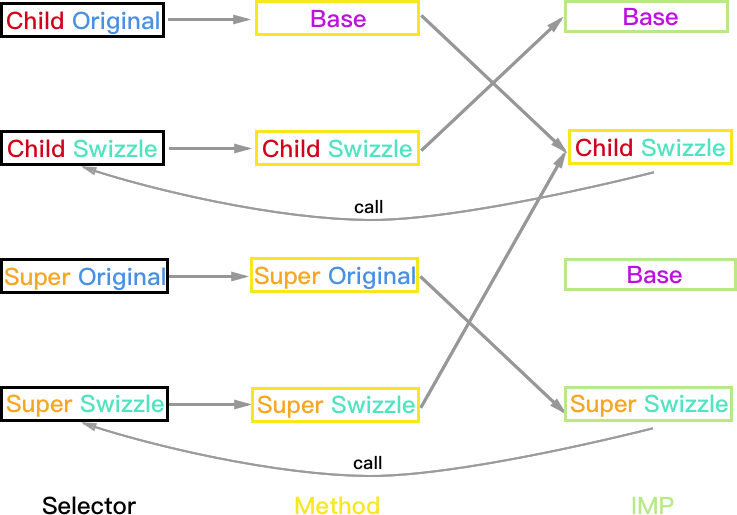 Child Original Base Base
Child Swizzle Child Swizzle Child Swizzle
call
Super Original Super Original Base
Super Swizzle Super Swizzle Super Swizzle
call
Selector Method IMP